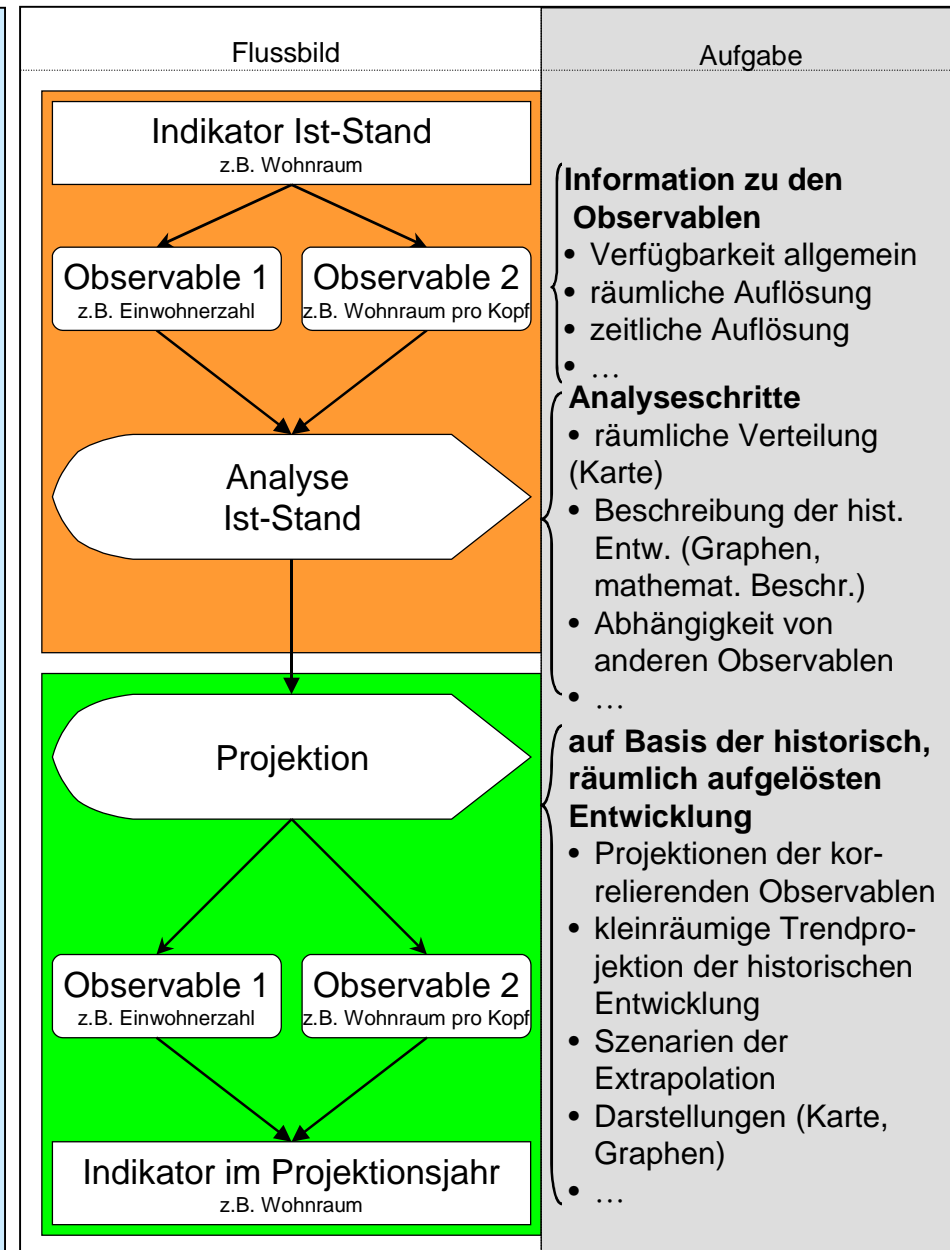 Flussbild
Aufgabe
Indikator Ist-Stand
z.B. Wohnraum
Observable 1
z.B. Einwohnerzahl
Observable 2
z.B. Wohnraum pro Kopf
Analyse
Ist-Stand
Projektion
Observable 1
z.B. Einwohnerzahl
Observable 2
z.B. Wohnraum pro Kopf
Indikator im Projektionsjahr
z.B. Wohnraum
Information zu den
Observablen
• Verfügbarkeit allgemein
• räumliche Auflösung
• zeitliche Auflösung
• …
Analyseschritte
• räumliche Verteilung
(Karte)
• Beschreibung der hist.
Entw. (Graphen,
mathemat. Beschr.)
• Abhängigkeit von
anderen Observablen
• …
auf Basis der historisch,
räumlich aufgelösten
Entwicklung
• Projektionen der kor-
relierenden Observablen
• kleinräumige Trendpro-
jektion der historischen
Entwicklung
• Szenarien der
Extrapolation
• Darstellungen (Karte,
Graphen)
• …